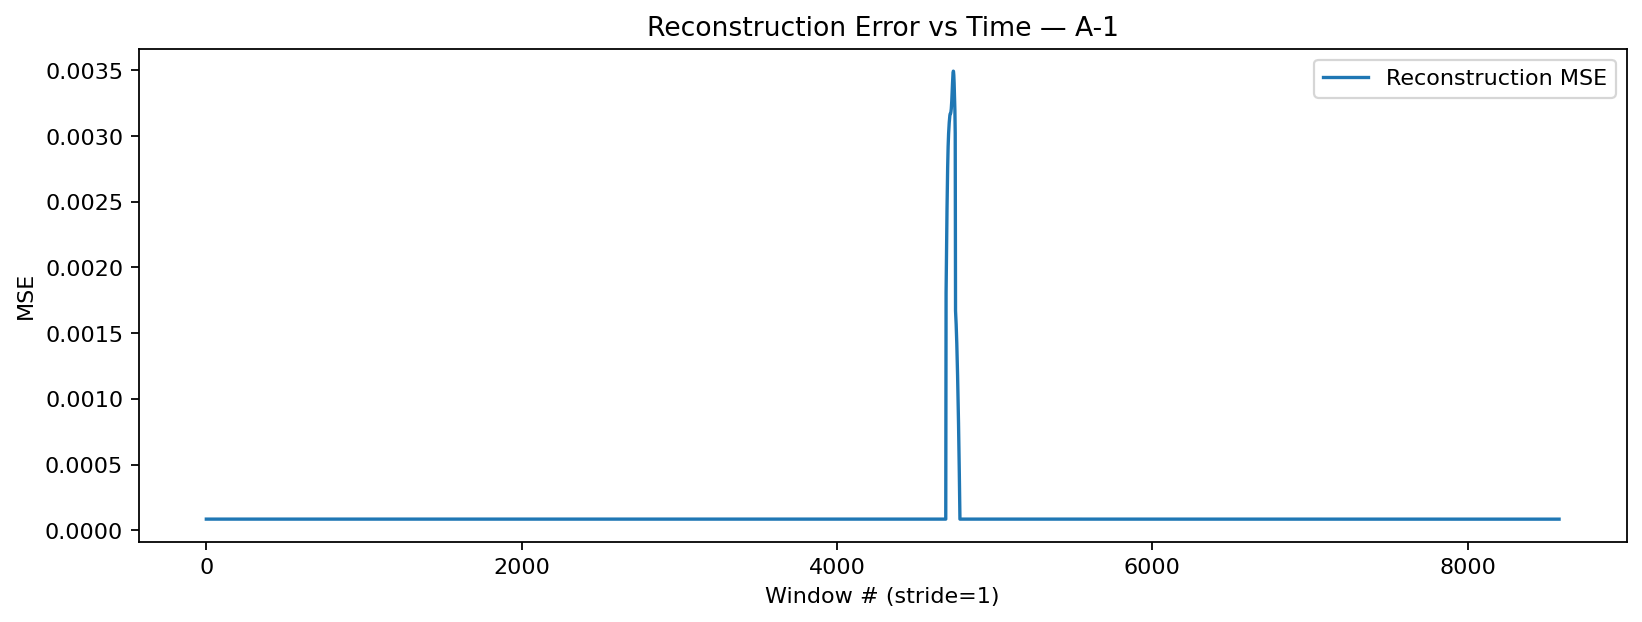 Reconstruction Error vs Time — A-1
Reconstruction MSE
MSE
0.0035
0.0030
0.0025
0.0020
0.0015
0.0010
0.0005
0.0000
0 2000 4000 6000 8000
Window # (stride=1)